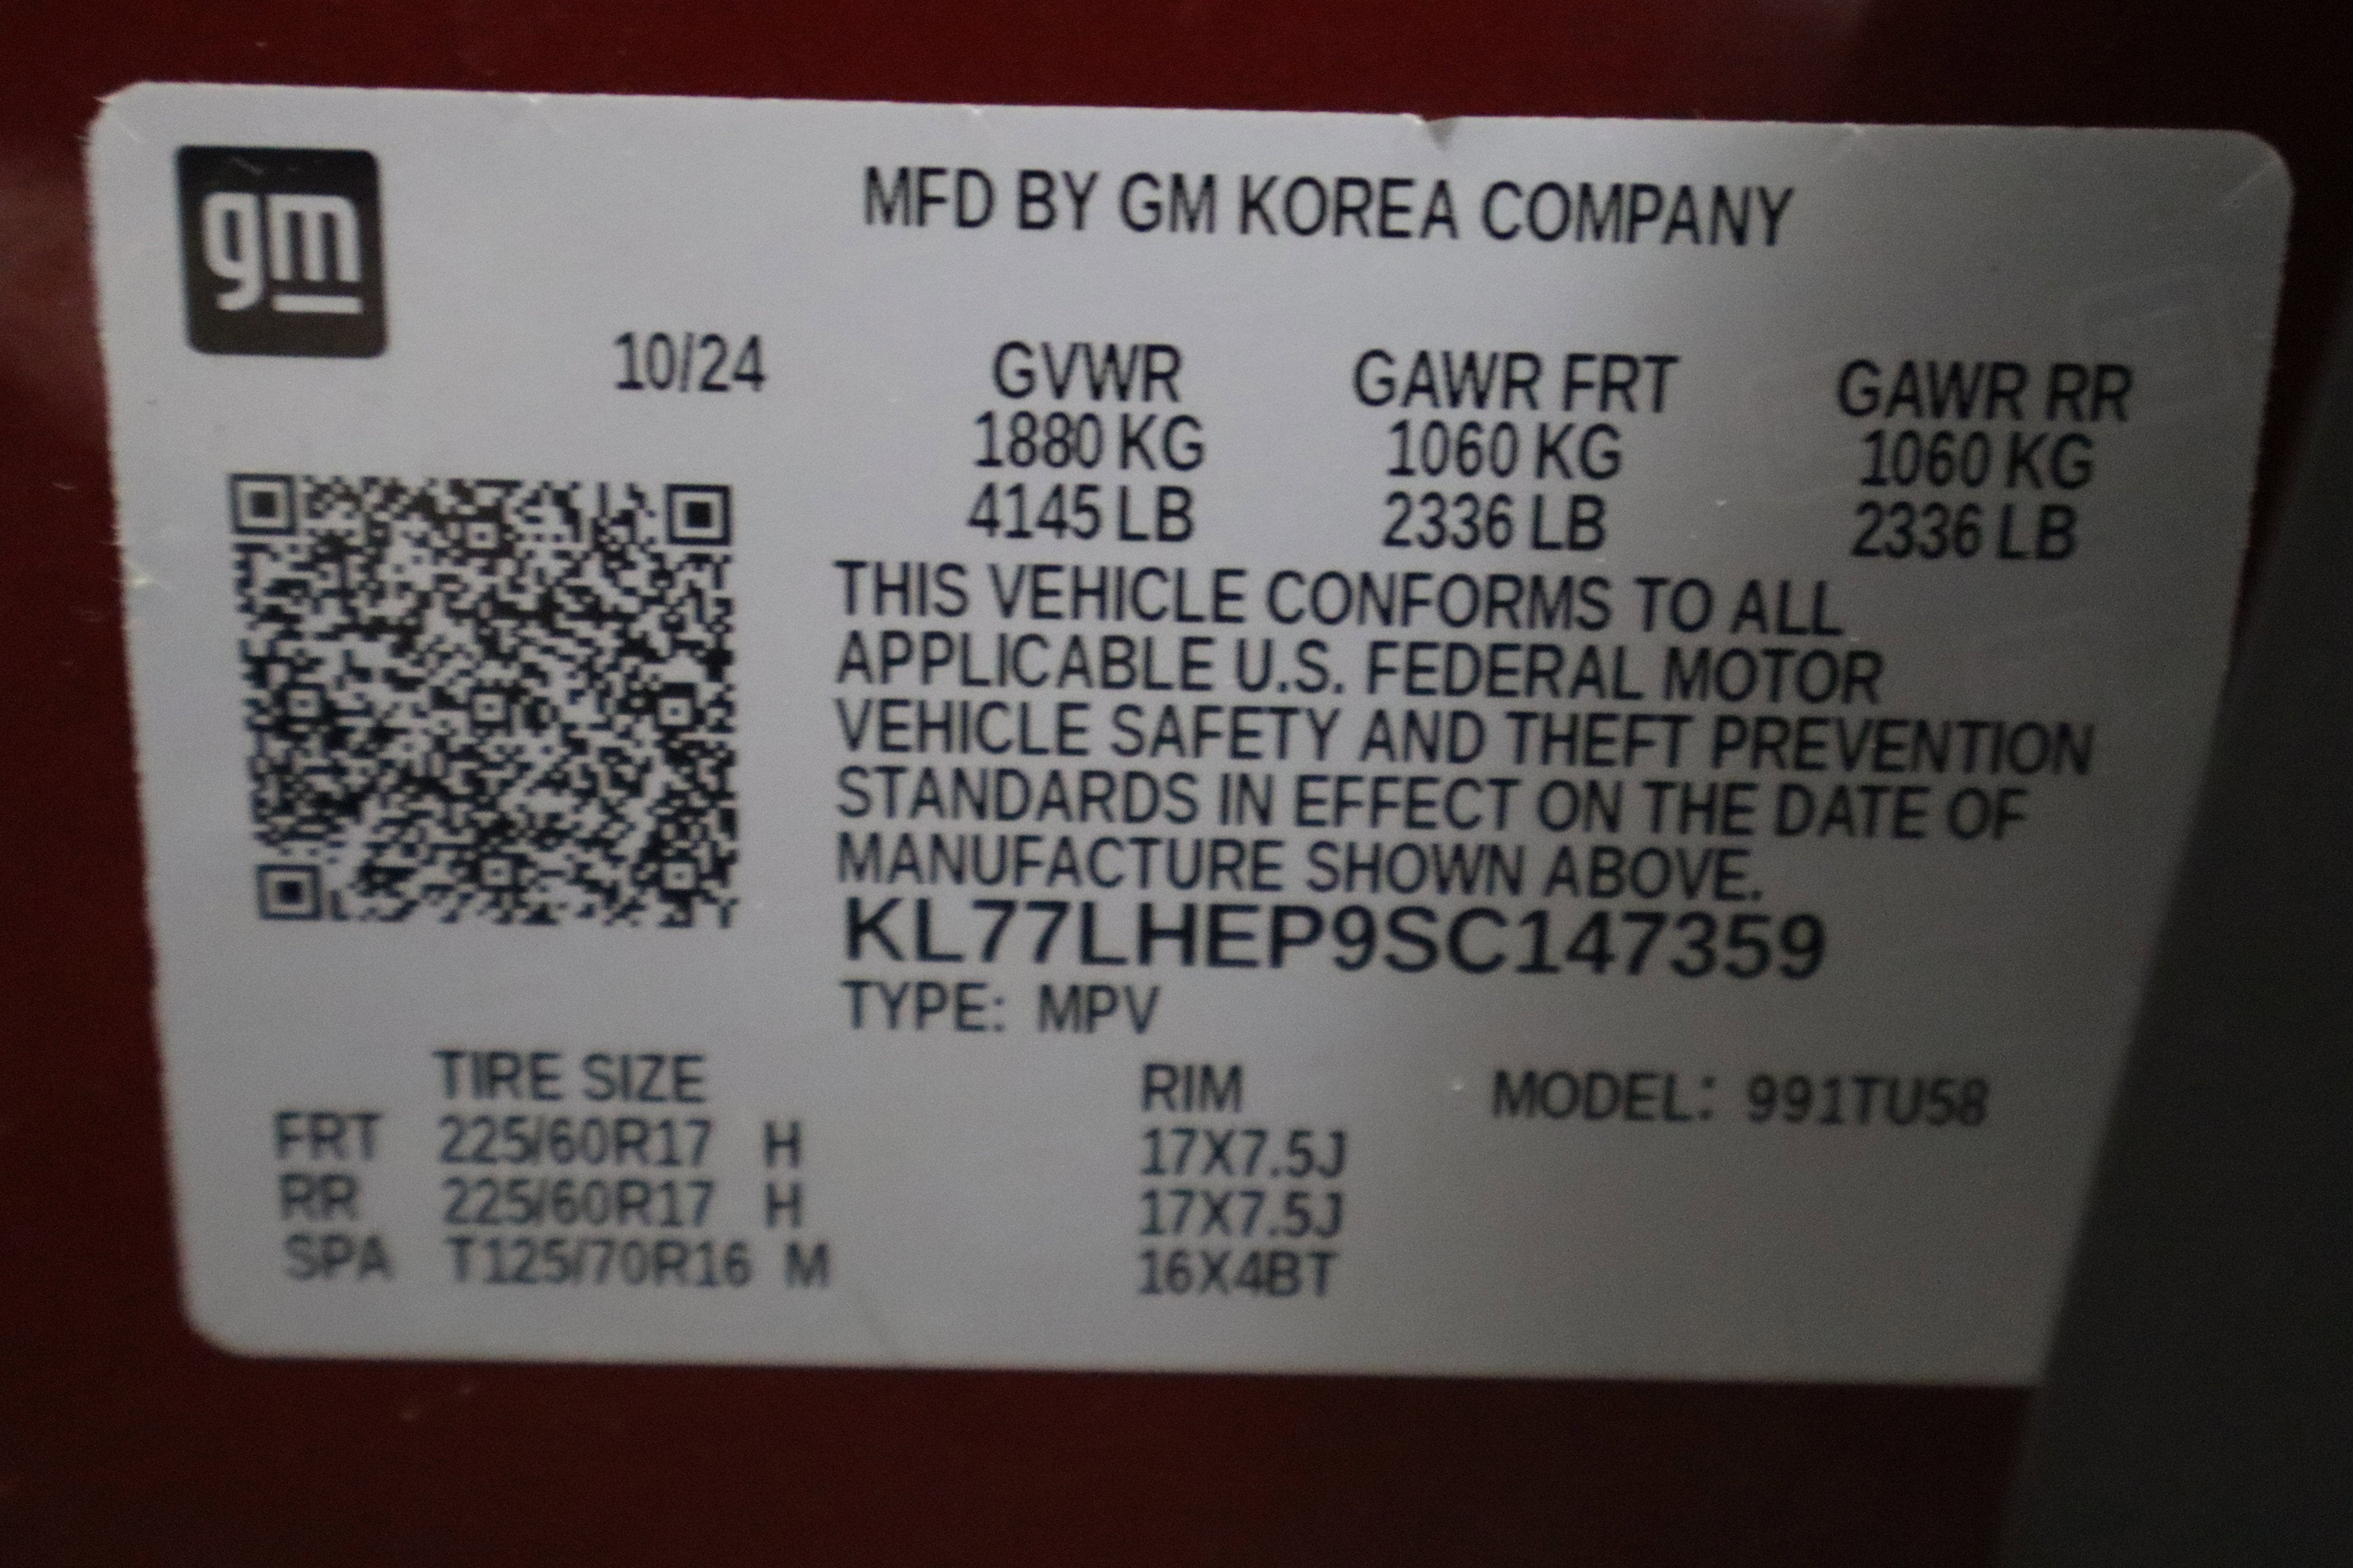 gm
MFD BY GM KOREA COMPANY
10/24 GVWR GAWR FRT GAWR RR
1880 KG 1060 KG 1060 KG
4145 LB 2336 LB 2336 LB
THIS VEHICLE CONFORMS TO ALL
APPLICABLE U.S. FEDERAL MOTOR
VEHICLE SAFETY AND THEFT PREVENTION
STANDARDS IN EFFECT ON THE DATE OF
MANUFACTURE SHOWN ABOVE.
KL77LHEP9SC147359
TYPE: MPV
TIRE SIZE RIM MODEL: 991TU58
FRT 225/60R17 H 17X7.5J
RR 225/60R17 H 17X7.5J
SPA T125/70R16 M 16X4BT